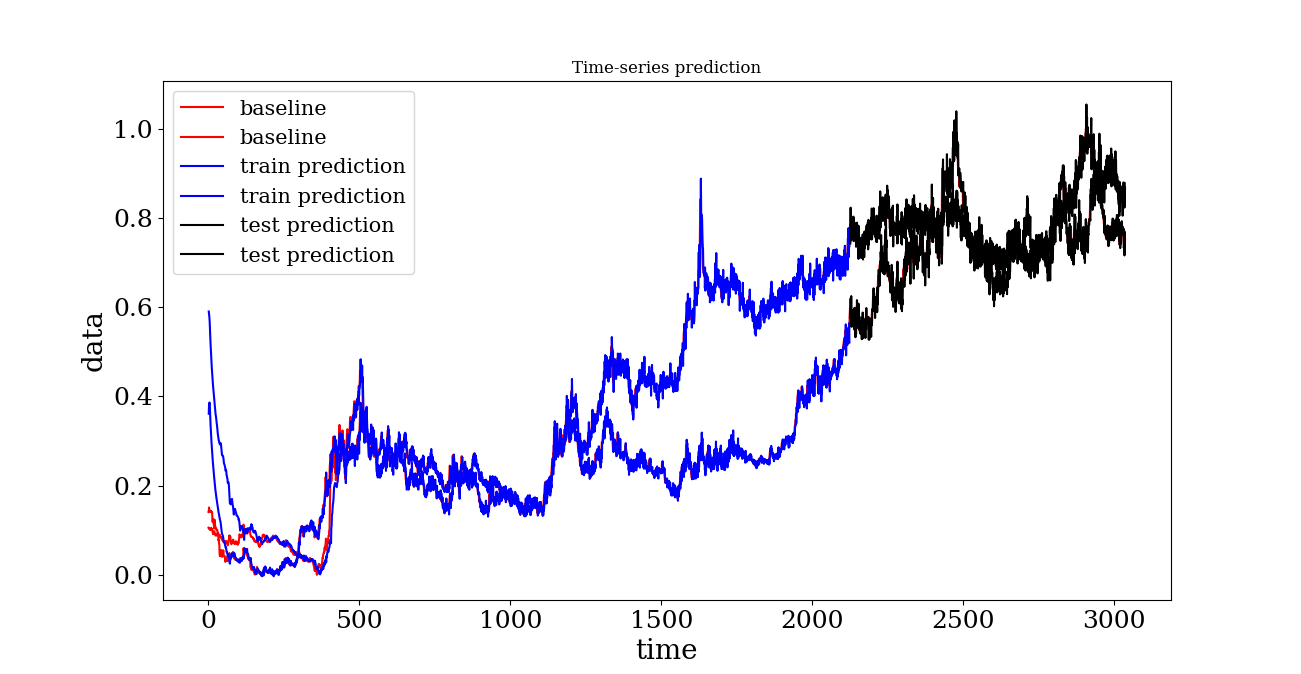 Time-series prediction
baseline
baseline
train prediction
train prediction
test prediction
test prediction
1.0
0.8
0.6
0.4
0.2
0.0
data
0 500 1000 1500 2000 2500 3000
time